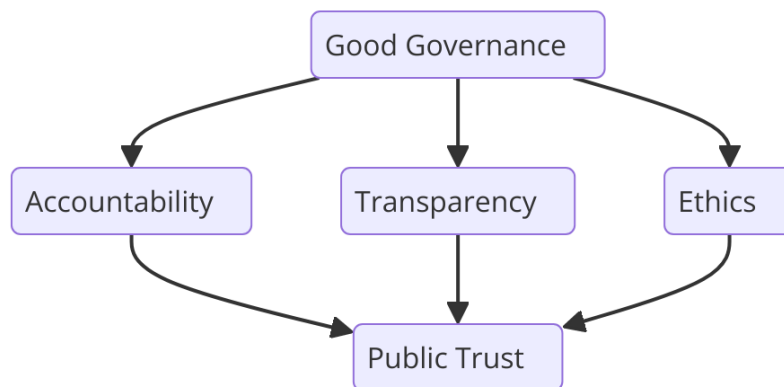 Good Governance
Accountability
Transparency
Ethics
Public Trust